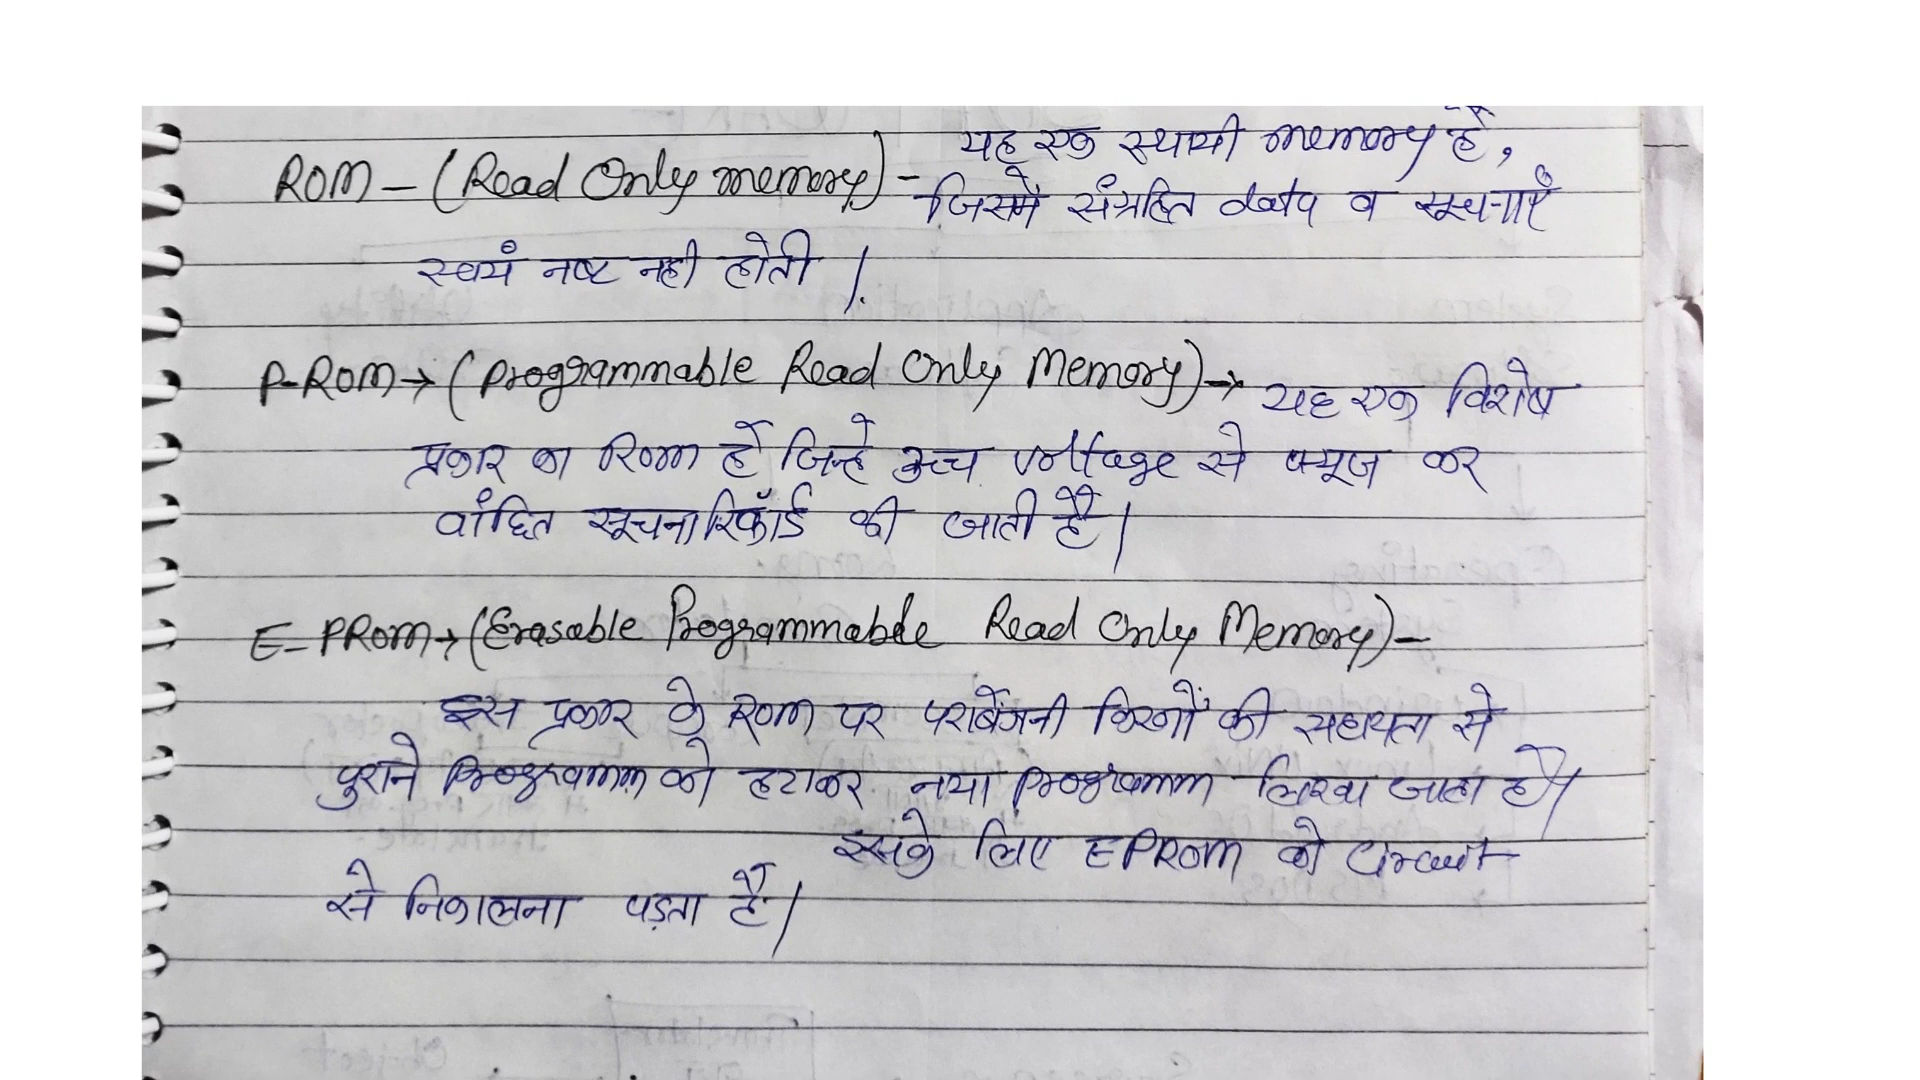 ROM – (Read Only memory) – यह एक स्थायी memory है,
जिसमें संग्रहित data व सूचनाएँ
स्वयं नष्ट नही होती |
P-ROM → (Programmable Read Only Memory) → यह एक विशेष
प्रकार का Rom हैं जिन्हे उच्च voltage से फ्यूज कर
वांछित सूचना रिकॉर्ड की जाती है |
E-PROM → (Erasable Programmable Read Only Memory) –
इस प्रकार के ROM पर पराबैंजनी किरणों की सहायता से
पुराने Programm को हटाकर नया Programm लिखा जाता है |
इसके लिए EPROM को Circuit
से निकालना पड़ता है |